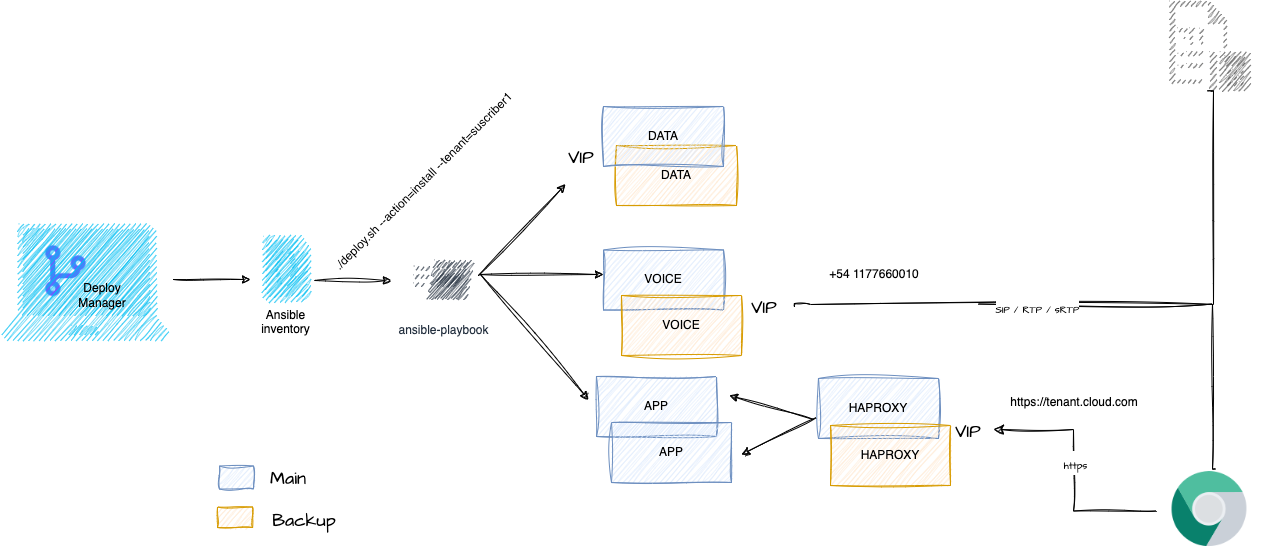 Deploy
Manager
Ansible
inventory
./deploy.sh --action=install --tenant=suscriber1
ansible-playbook
VIP
DATA
DATA
VOICE
VOICE
VIP
+54 1177660010
SIP / RTP / sRTP
APP
APP
HAPROXY
HAPROXY
VIP
https://tenant.cloud.com
https
Main
Backup